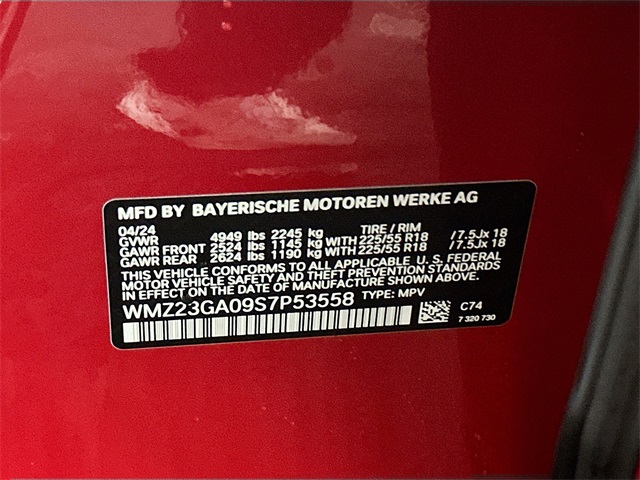 MFD BY BAYERISCHE MOTOREN WERKE AG
04/24 TIRE / RIM
GVWR 4949 lbs 2245 kg
GAWR FRONT 2524 lbs 1145 kg WITH 225/55 R18 / 7.5Jx 18
GAWR REAR 2624 lbs 1190 kg WITH 225/55 R18 / 7.5Jx 18
THIS VEHICLE CONFORMS TO ALL APPLICABLE U. S. FEDERAL
MOTOR VEHICLE SAFETY AND THEFT PREVENTION STANDARDS
IN EFFECT ON THE DATE OF MANUFACTURE SHOWN ABOVE.
WMZ23GA09S7P53558 TYPE: MPV
C74
7 320 730